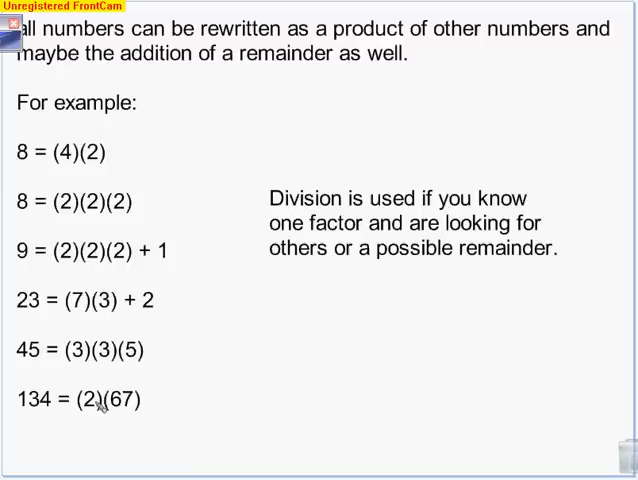 Unregistered FrontCam
all numbers can be rewritten as a product of other numbers and
maybe the addition of a remainder as well.
For example:
8 = (4)(2)
8 = (2)(2)(2)
9 = (2)(2)(2) + 1
23 = (7)(3) + 2
45 = (3)(3)(5)
134 = (2)(67)
Division is used if you know
one factor and are looking for
others or a possible remainder.